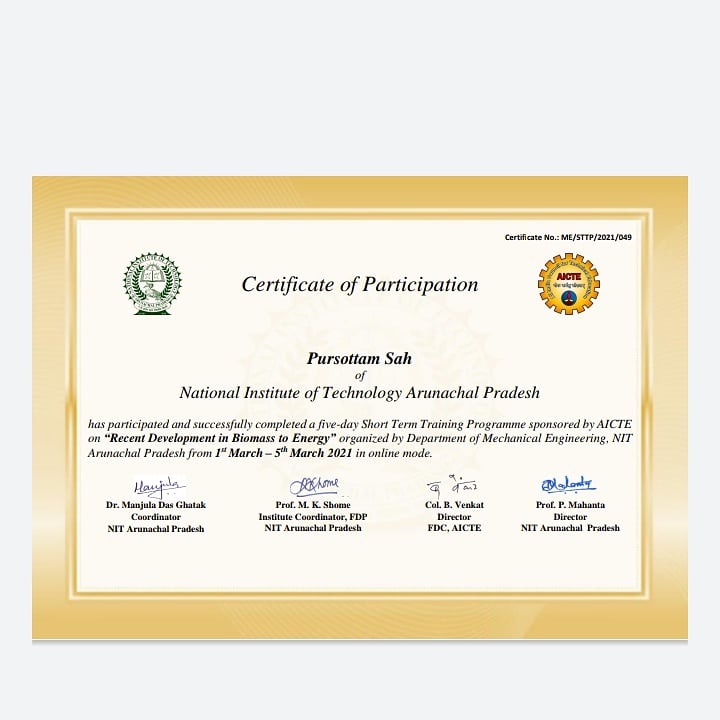 Certificate No.: ME/STTP/2021/049
AICTE
Certificate of Participation
Pursottam Sah
of
National Institute of Technology Arunachal Pradesh
has participated and successfully completed a five-day Short Term Training Programme sponsored by AICTE
on “Recent Development in Biomass to Energy” organized by Department of Mechanical Engineering, NIT
Arunachal Pradesh from 1st March – 5th March 2021 in online mode.
Manjula
Dr. Manjula Das Ghatak
Coordinator
NIT Arunachal Pradesh
Prof. M. K. Shome
Institute Coordinator, FDP
NIT Arunachal Pradesh
Col. B. Venkat
Director
FDC, AICTE
Prof. P. Mahanta
Director
NIT Arunachal Pradesh